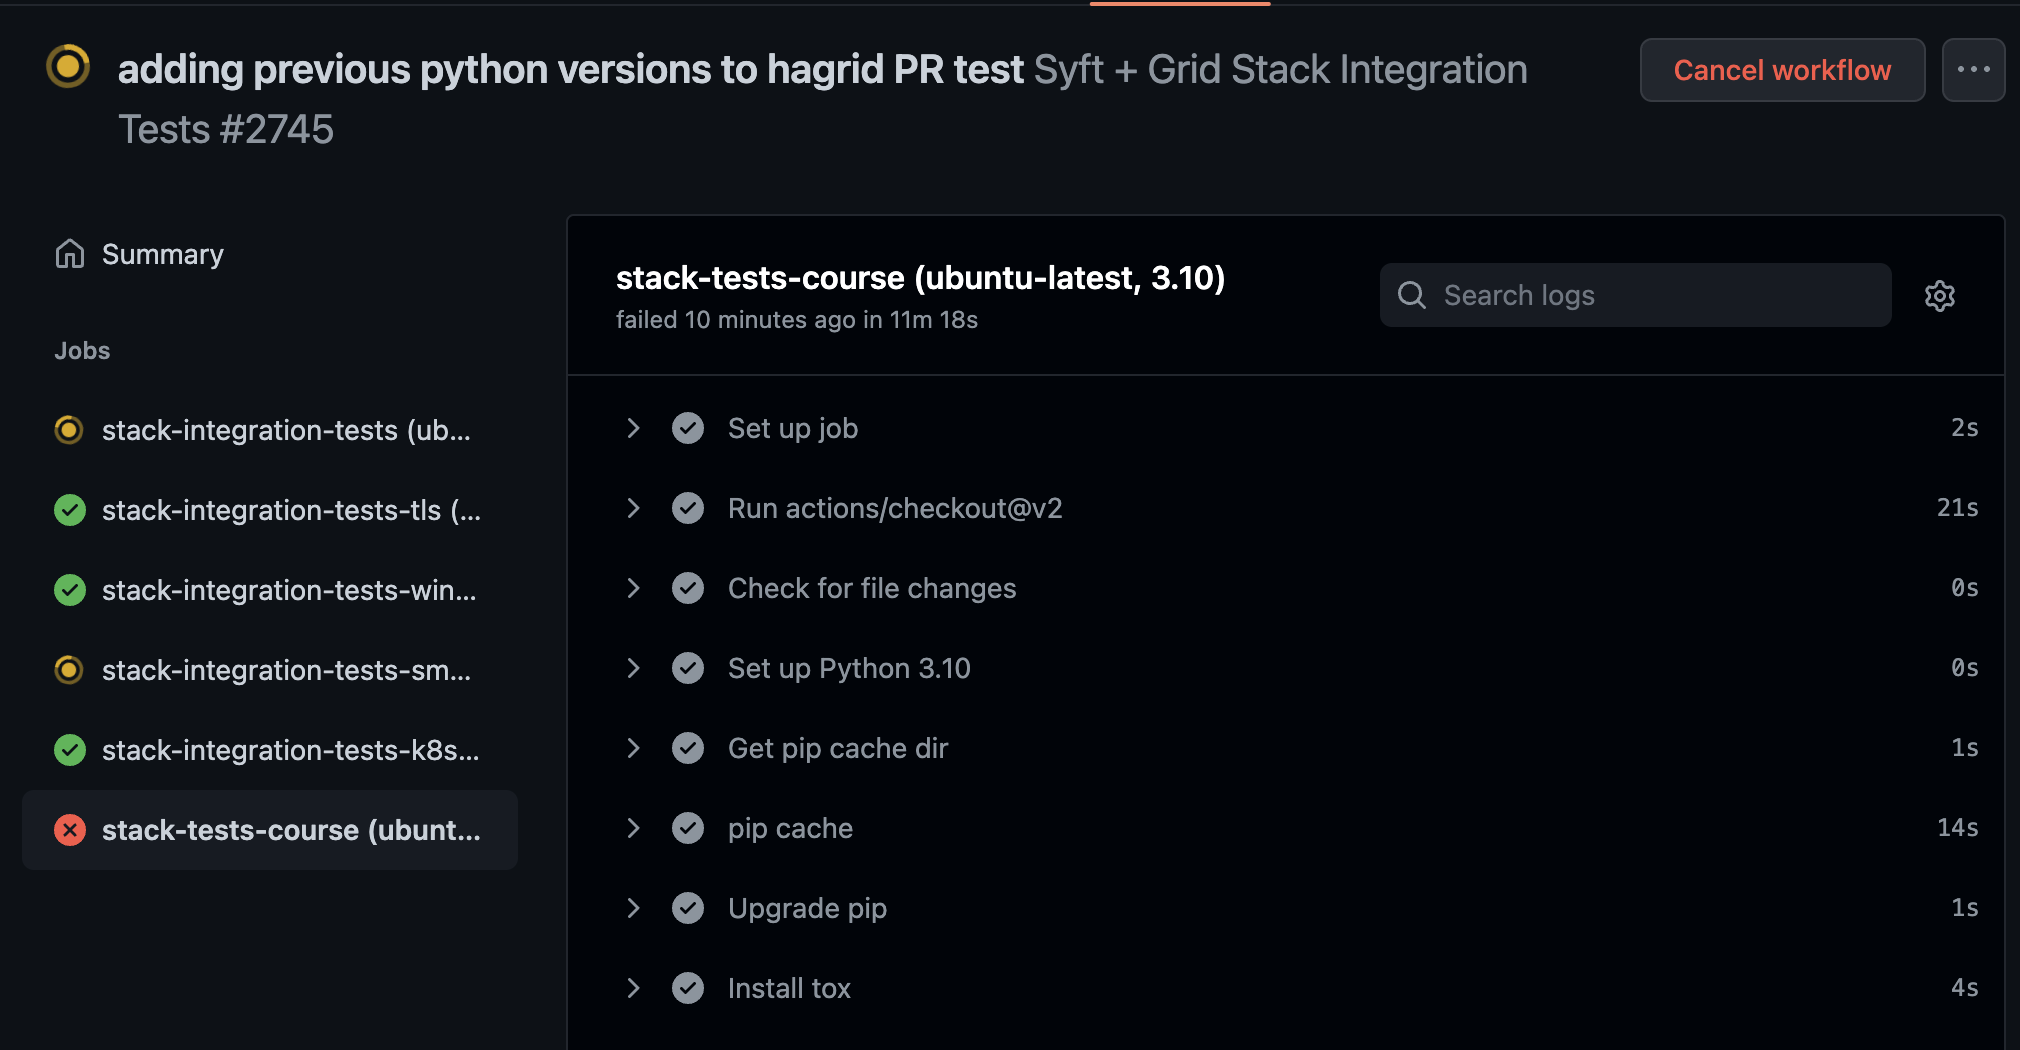 adding previous python versions to hagrid PR test Syft + Grid Stack Integration
Tests #2745
Cancel workflow
Summary
Jobs
stack-integration-tests (ub...
stack-integration-tests-tls (...
stack-integration-tests-win...
stack-integration-tests-sm...
stack-integration-tests-k8s...
stack-tests-course (ubunt...
stack-tests-course (ubuntu-latest, 3.10)
failed 10 minutes ago in 11m 18s
Search logs
Set up job 2s
Run actions/checkout@v2 21s
Check for file changes 0s
Set up Python 3.10 0s
Get pip cache dir 1s
pip cache 14s
Upgrade pip 1s
Install tox 4s